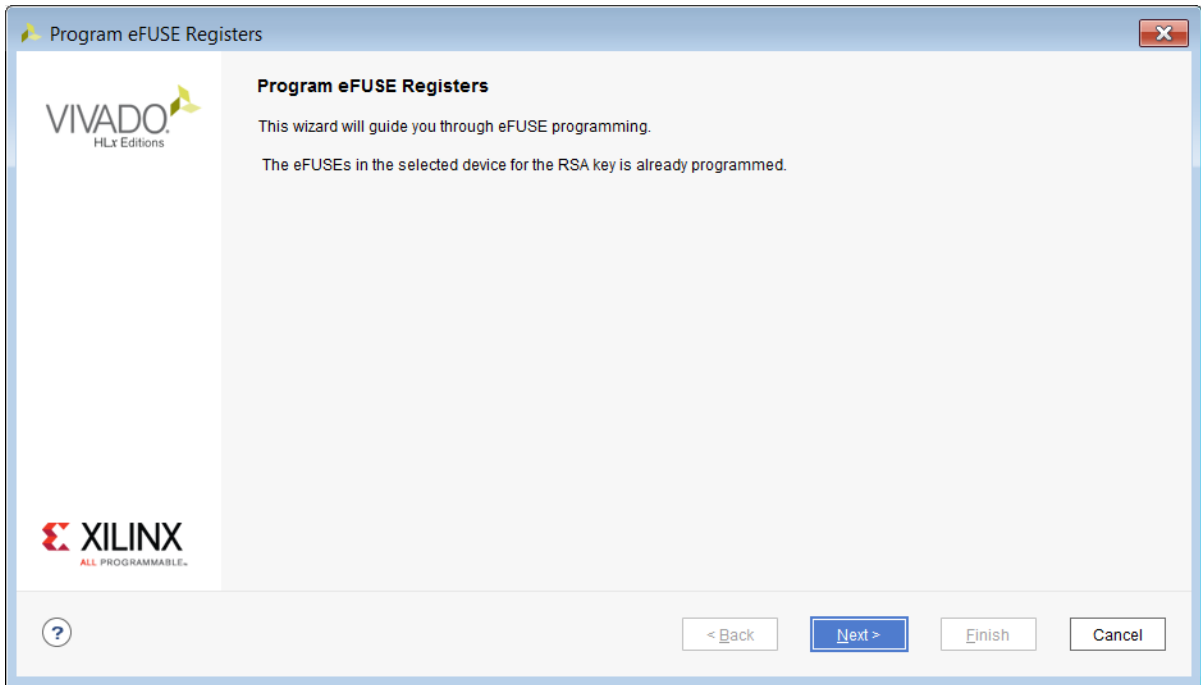 Program eFUSE Registers
VIVADO.
HLx Editions
Program eFUSE Registers
This wizard will guide you through eFUSE programming.
The eFUSEs in the selected device for the RSA key is already programmed.
XILINX
ALL PROGRAMMABLE™
?
< Back
Next >
Finish
Cancel